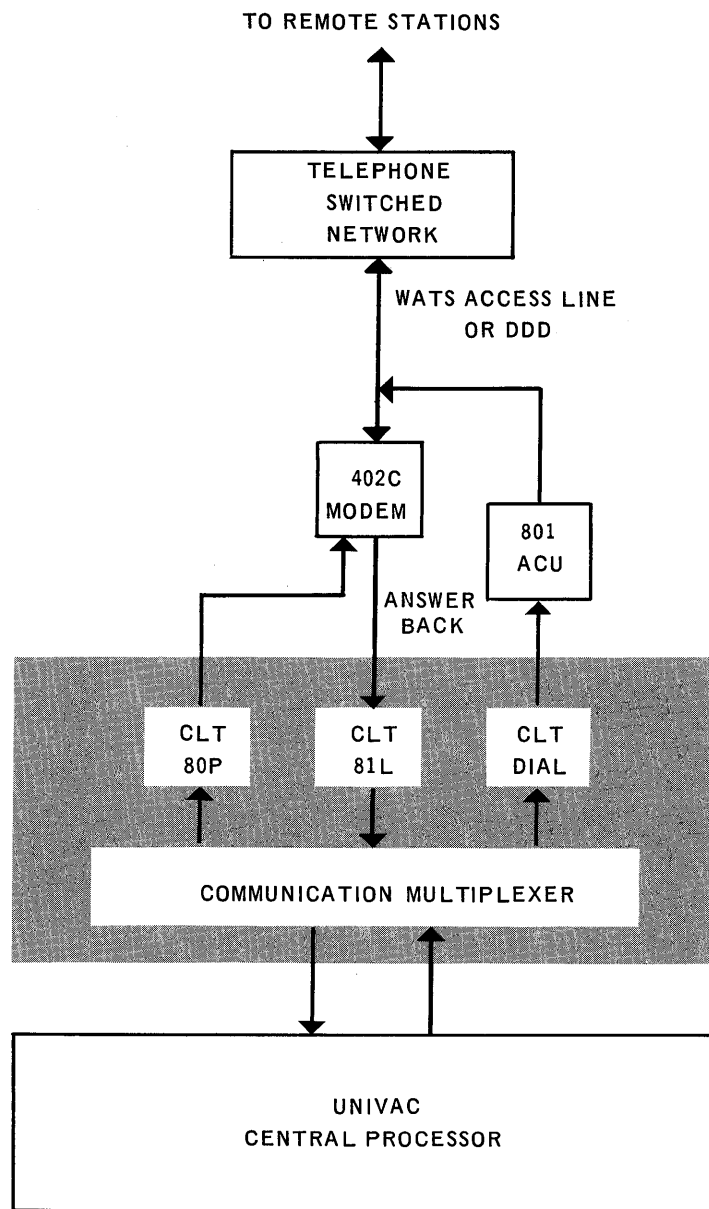 TO REMOTE STATIONS
TELEPHONE
SWITCHED
NETWORK
WATS ACCESS LINE
OR DDD
402C
MODEM
801
ACU
ANSWER
BACK
CLT
80P
CLT
81L
CLT
DIAL
COMMUNICATION MULTIPLEXER
UNIVAC
CENTRAL PROCESSOR